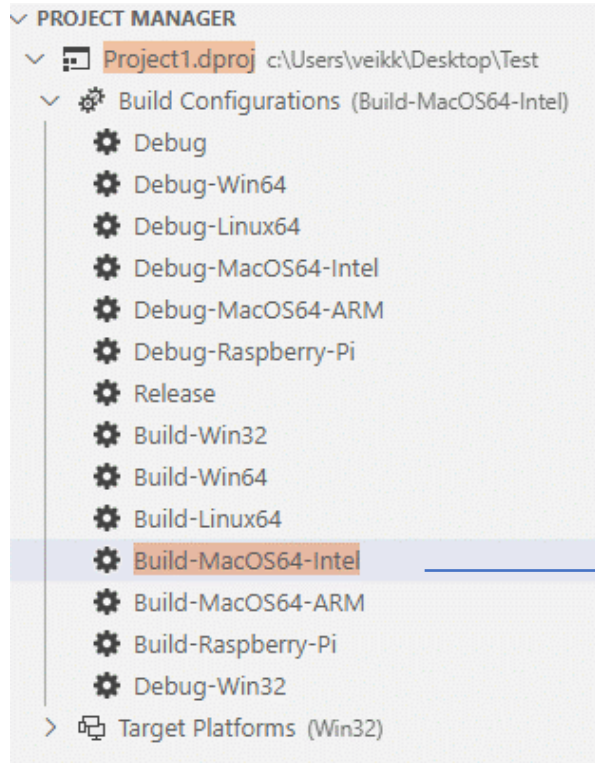 PROJECT MANAGER
Project1.dproj c:\Users\veikk\Desktop\Test
Build Configurations (Build-MacOS64-Intel)
Debug
Debug-Win64
Debug-Linux64
Debug-MacOS64-Intel
Debug-MacOS64-ARM
Debug-Raspberry-Pi
Release
Build-Win32
Build-Win64
Build-Linux64
Build-MacOS64-Intel
Build-MacOS64-ARM
Build-Raspberry-Pi
Debug-Win32
Target Platforms (Win32)